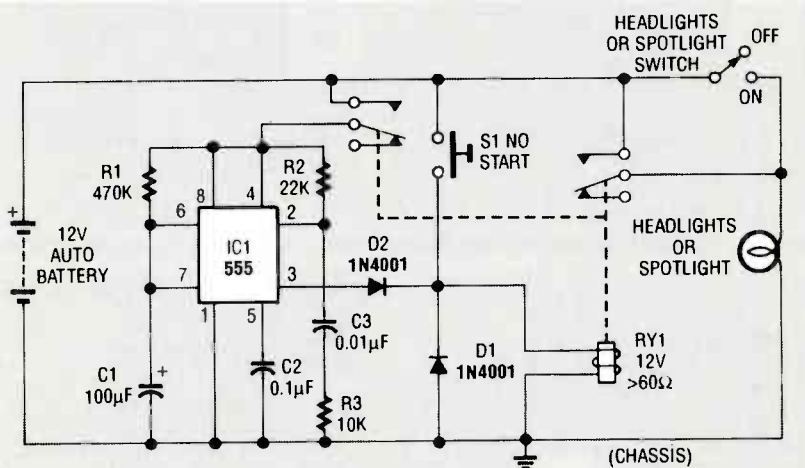 HEADLIGHTS
OR SPOTLIGHT
SWITCH
OFF
ON
S1 NO
START
R1
470K
8
4
R2
22K
6
2
+
12V
AUTO
BATTERY
IC1
555
D2
1N4001
HEADLIGHTS
OR
SPOTLIGHT
7
3
1
5
C3
0.01µF
C1
100µF
+
C2
0.1µF
D1
1N4001
RY1
12V
>60Ω
R3
10K
(CHASSIS)